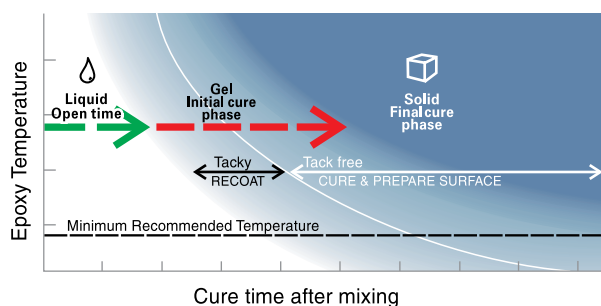 Epoxy Temperature
Liquid
Open time
Gel
Initial cure
phase
Solid
Final cure
phase
Tacky
RECOAT
Tack free
CURE & PREPARE SURFACE
Minimum Recommended Temperature
Cure time after mixing